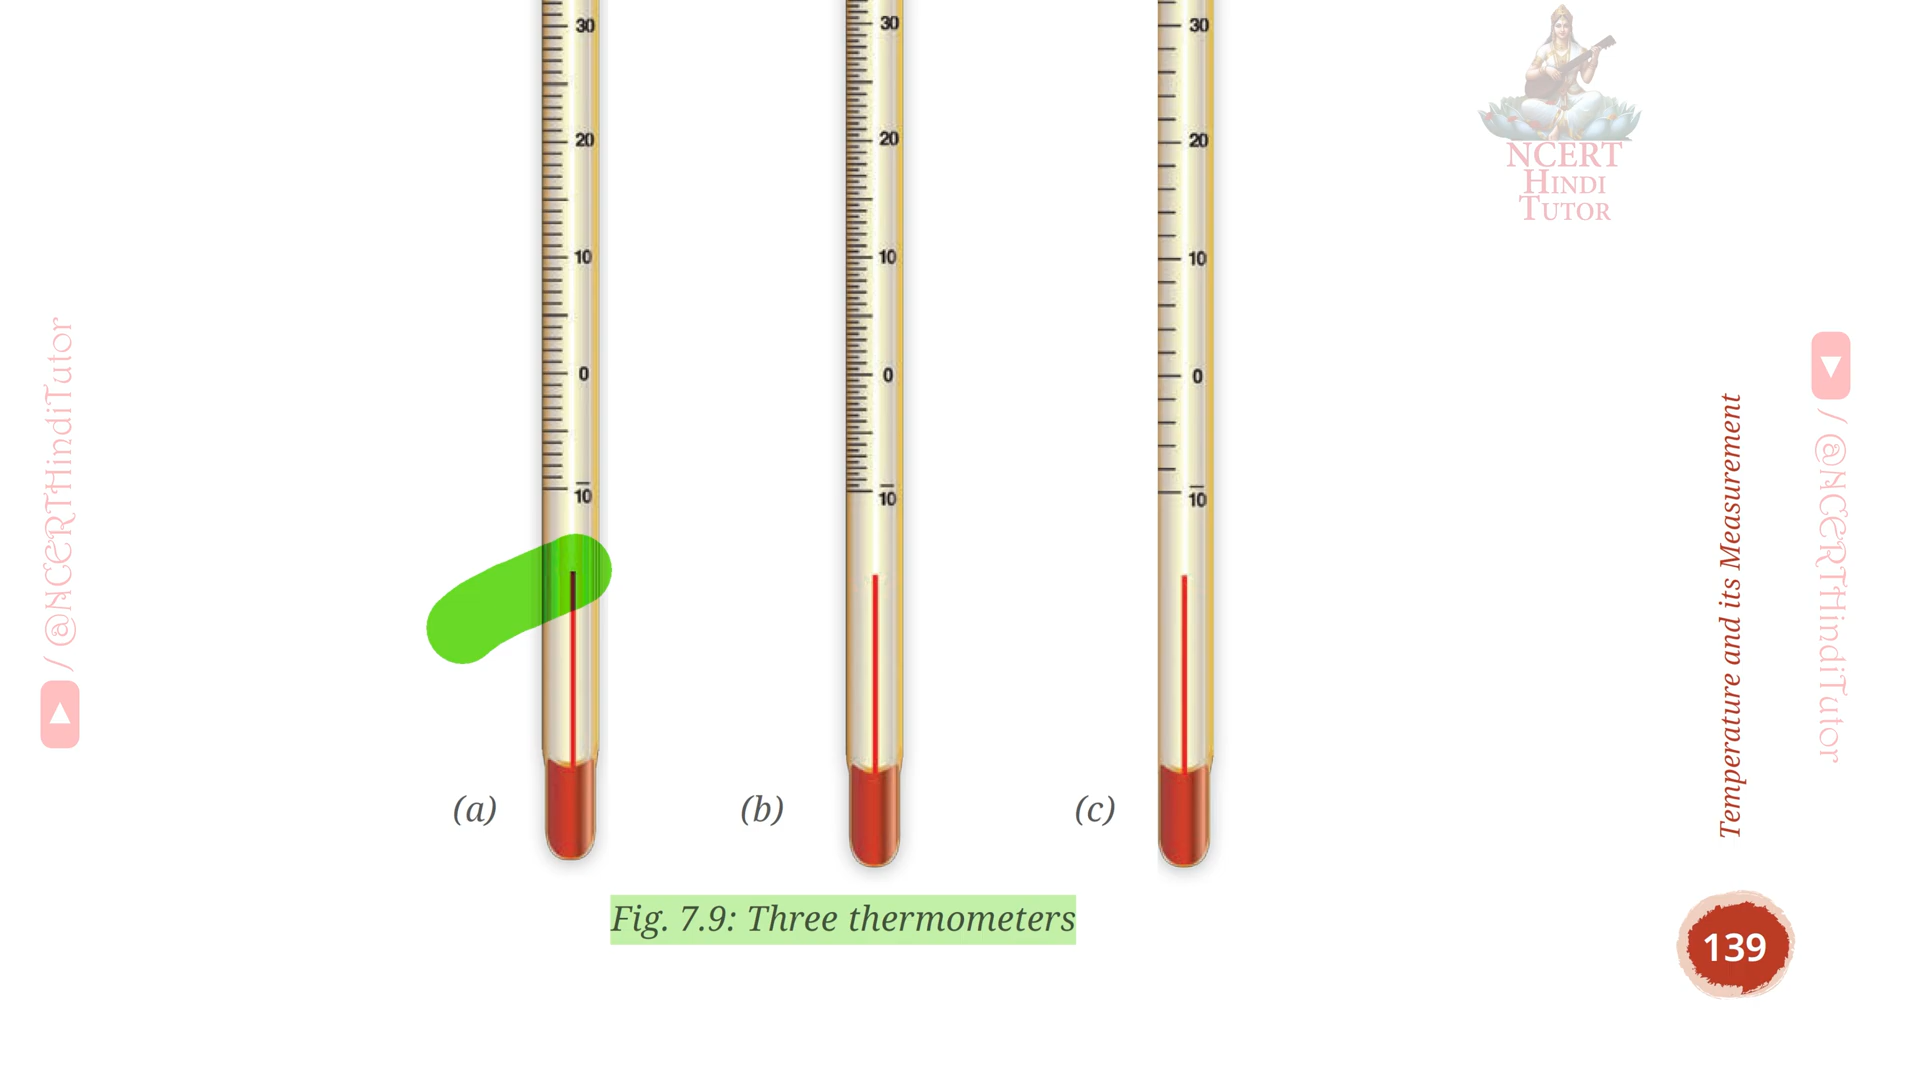 30
20
10
0
10
30
20
10
0
10
30
20
10
0
10
(a)
(b)
(c)
Fig. 7.9: Three thermometers
Temperature and its Measurement
139
NCERT
HINDI
TUTOR
/ @NCERTHindiTutor
/ @NCERTHindiTutor